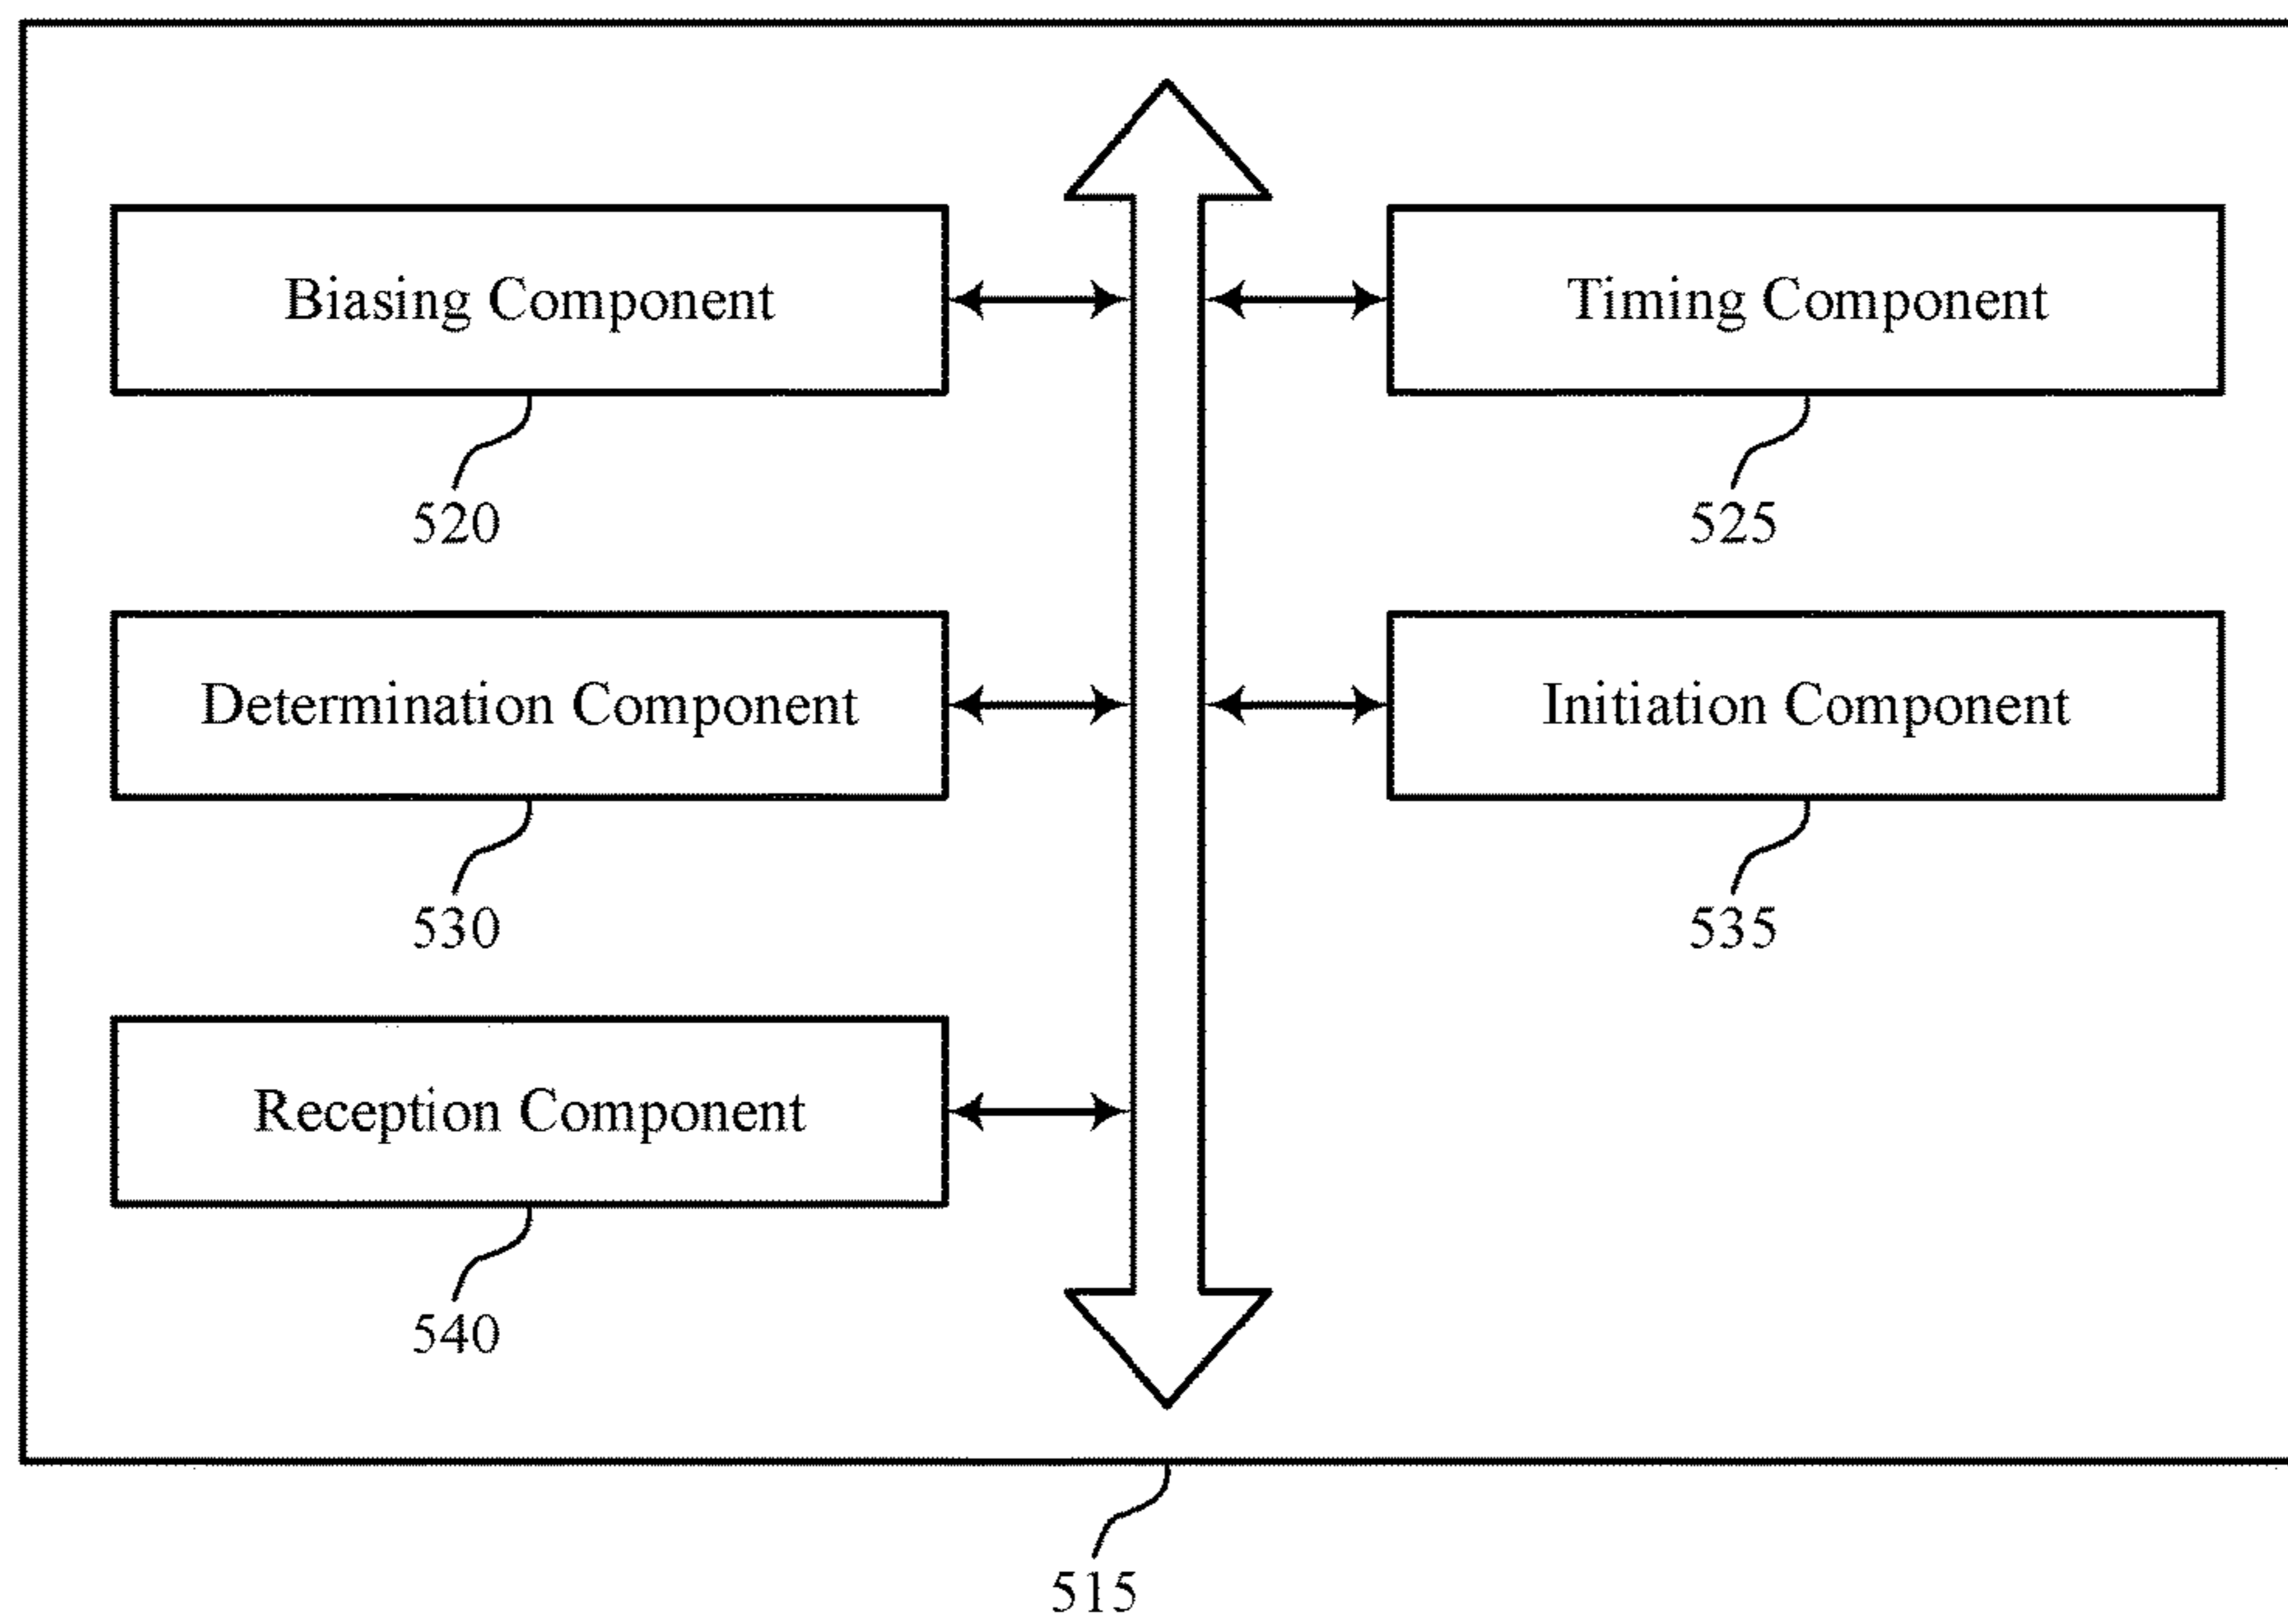 Biasing Component
Timing Component
520
525
Determination Component
Initiation Component
530
535
Reception Component
540
515